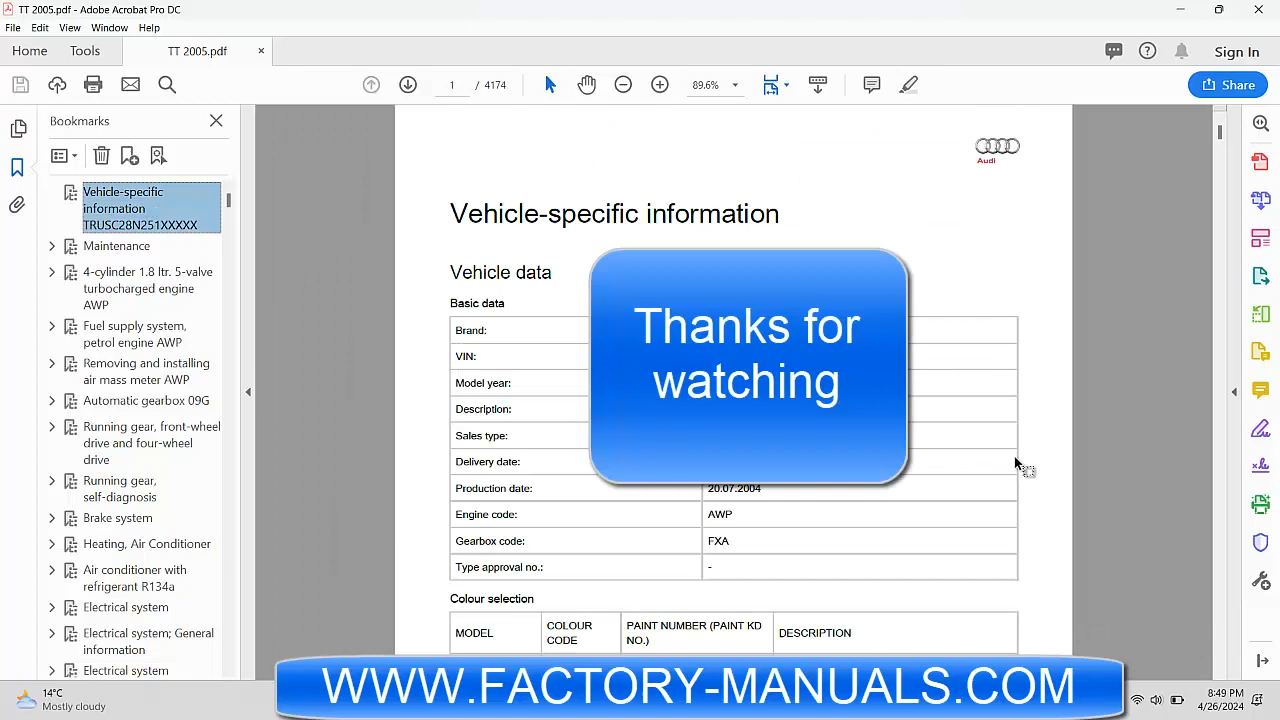 TT 2005.pdf - Adobe Acrobat Pro DC
File Edit View Window Help
Home Tools TT 2005.pdf × Sign In
1 / 4174 89.6% Share
Bookmarks
Vehicle-specific
information
TRUSC28N251XXXXX
Maintenance
4-cylinder 1.8 ltr. 5-valve
turbocharged engine
AWP
Fuel supply system,
petrol engine AWP
Removing and installing
air mass meter AWP
Automatic gearbox 09G
Running gear, front-wheel
drive and four-wheel
drive
Running gear,
self-diagnosis
Brake system
Heating, Air Conditioner
Air conditioner with
refrigerant R134a
Electrical system
Electrical system; General
information
Electrical system
Audi
Vehicle-specific information
Vehicle data
Basic data
Brand:
VIN:
Model year:
Description:
Sales type:
Delivery date:
Production date: 20.07.2004
Engine code: AWP
Gearbox code: FXA
Type approval no.: -
Colour selection
MODEL COLOUR CODE PAINT NUMBER (PAINT KD NO.) DESCRIPTION
Thanks for
watching
WWW.FACTORY-MANUALS.COM
14°C
Mostly cloudy
8:49 PM
4/26/2024